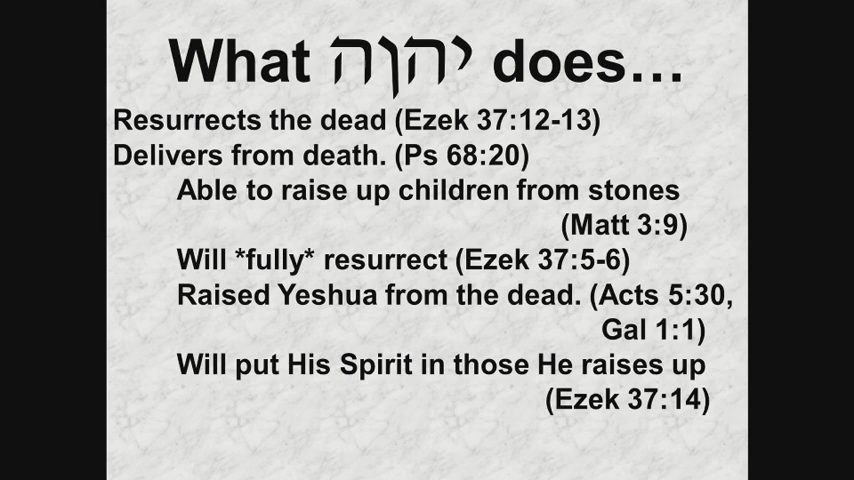 What יהוה does…
Resurrects the dead (Ezek 37:12-13)
Delivers from death. (Ps 68:20)
Able to raise up children from stones
(Matt 3:9)
Will *fully* resurrect (Ezek 37:5-6)
Raised Yeshua from the dead. (Acts 5:30,
Gal 1:1)
Will put His Spirit in those He raises up
(Ezek 37:14)